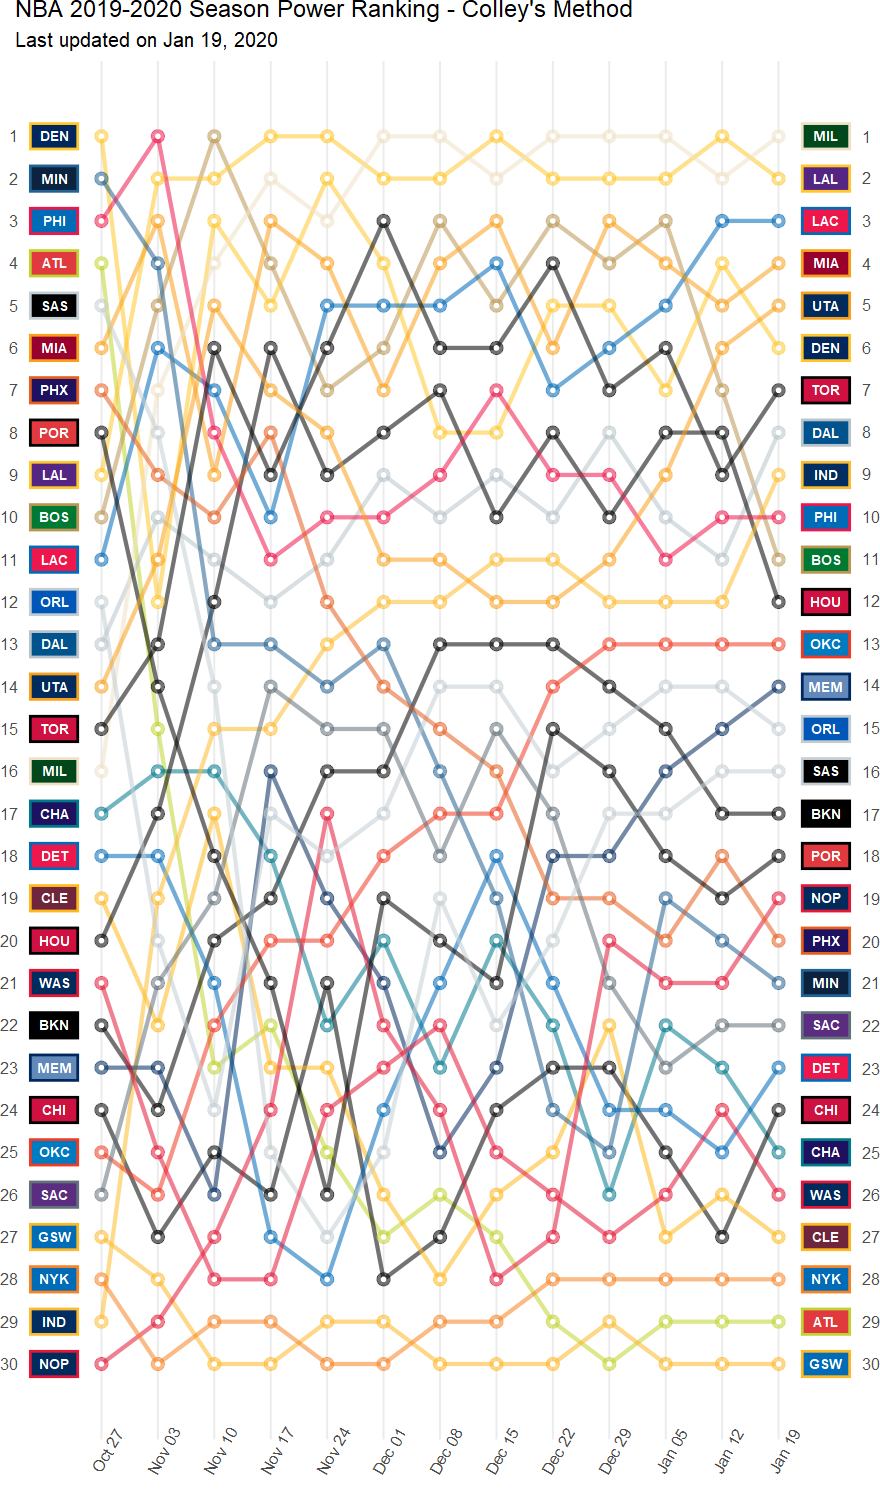 NBA 2019-2020 Season Power Ranking - Colley's Method
Last updated on Jan 19, 2020
1 DEN MIL 1
2 MIN LAL 2
3 PHI LAC 3
4 ATL MIA 4
5 SAS UTA 5
6 MIA DEN 6
7 PHX TOR 7
8 POR DAL 8
9 LAL IND 9
10 BOS PHI 10
11 LAC BOS 11
12 ORL HOU 12
13 DAL OKC 13
14 UTA MEM 14
15 TOR ORL 15
16 MIL SAS 16
17 CHA BKN 17
18 DET POR 18
19 CLE NOP 19
20 HOU PHX 20
21 WAS MIN 21
22 BKN SAC 22
23 MEM DET 23
24 CHI CHI 24
25 OKC CHA 25
26 SAC WAS 26
27 GSW CLE 27
28 NYK NYK 28
29 IND ATL 29
30 NOP GSW 30
Oct 27 Nov 03 Nov 10 Nov 17 Nov 24 Dec 01 Dec 08 Dec 15 Dec 22 Dec 29 Jan 05 Jan 12 Jan 19